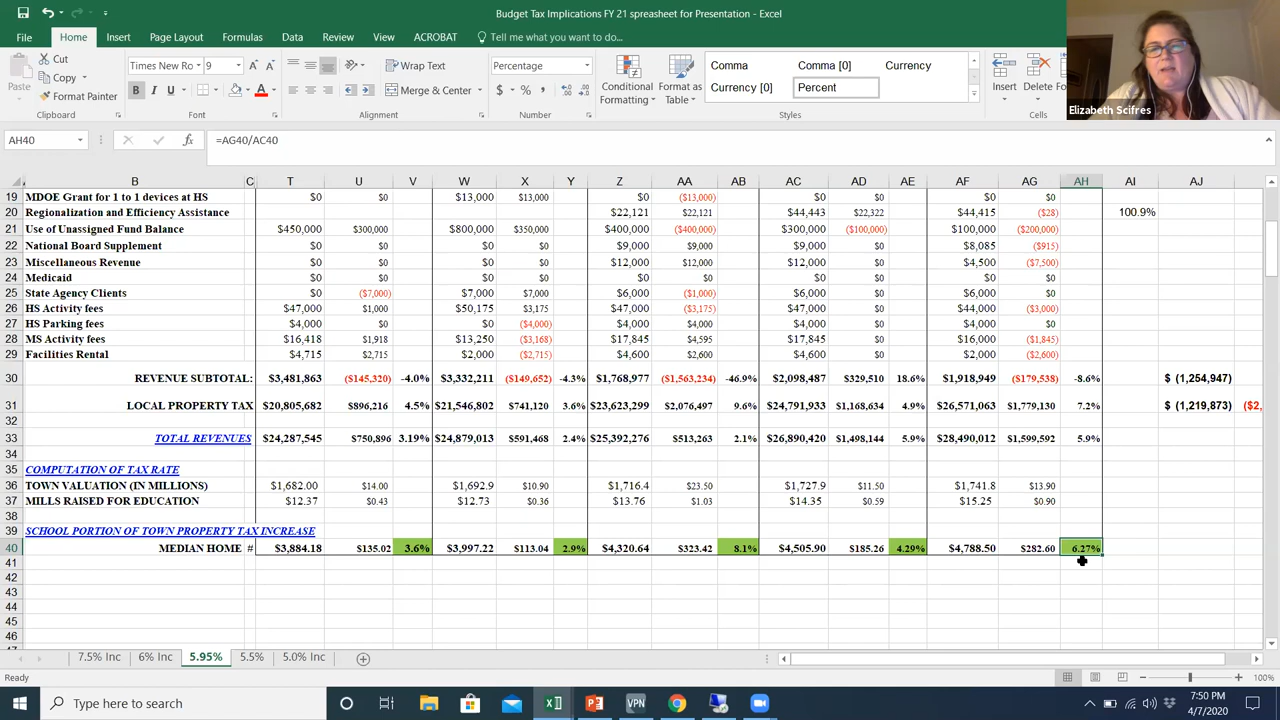 Budget Tax Implications FY 21 spresheet for Presentation - Excel
File Home Insert Page Layout Formulas Data Review View ACROBAT Tell me what you want to do...
Cut
Copy
Format Painter
Paste
Clipboard
Times New Ro 9
B I U
Font
Wrap Text
Merge & Center
Alignment
Percentage
$ % ,
Number
Conditional Formatting
Format as Table
Comma Comma [0] Currency
Currency [0] Percent
Styles
Insert Delete
Cells
Elizabeth Scifres
AH40 fx =AG40/AC40
B C T U V W X Y Z AA AB AC AD AE AF AG AH AI AJ
19 MDOE Grant for 1 to 1 devices at HS $0 $0 $13,000 $13,000 $0 ($13,000) $0 $0 $0 $0
20 Regionalization and Efficiency Assistance $22,121 $22,121 $44,443 $22,322 $44,415 ($28) 100.9%
21 Use of Unassigned Fund Balance $450,000 $300,000 $800,000 $350,000 $400,000 ($400,000) $300,000 ($100,000) $100,000 ($200,000)
22 National Board Supplement $0 $0 $0 $0 $9,000 $9,000 $9,000 $0 $8,085 ($915)
23 Miscellaneous Revenue $0 $0 $0 $0 $12,000 $12,000 $12,000 $0 $4,500 ($7,500)
24 Medicaid $0 $0 $0 $0 $0 $0 $0 $0 $0 $0
25 State Agency Clients $0 ($7,000) $7,000 $7,000 $6,000 ($1,000) $6,000 $0 $6,000 $0
26 HS Activity fees $47,000 $1,000 $50,175 $3,175 $47,000 ($3,175) $47,000 $0 $44,000 ($3,000)
27 HS Parking fees $4,000 $0 $0 ($4,000) $4,000 $4,000 $4,000 $0 $4,000 $0
28 MS Activity fees $16,418 $1,918 $13,250 ($3,168) $17,845 $4,595 $17,845 $0 $16,000 ($1,845)
29 Facilities Rental $4,715 $2,715 $2,000 ($2,715) $4,600 $2,600 $4,600 $0 $2,000 ($2,600)
30 REVENUE SUBTOTAL: $3,481,863 ($145,320) -4.0% $3,332,211 ($149,652) -4.3% $1,768,977 ($1,563,234) -46.9% $2,098,487 $329,510 18.6% $1,918,949 ($179,538) -8.6% $ (1,254,947)
31 LOCAL PROPERTY TAX $20,805,682 $896,216 4.5% $21,546,802 $741,120 3.6% $23,623,299 $2,076,497 9.6% $24,791,933 $1,168,634 4.9% $26,571,063 $1,779,130 7.2% $ (1,219,873) ($2,
32
33 TOTAL REVENUES $24,287,545 $750,896 3.19% $24,879,013 $591,468 2.4% $25,392,276 $513,263 2.1% $26,890,420 $1,498,144 5.9% $28,490,012 $1,599,592 5.9%
34
35 COMPUTATION OF TAX RATE
36 TOWN VALUATION (IN MILLIONS) $1,682.00 $14.00 $1,692.9 $10.90 $1,716.4 $23.50 $1,727.9 $11.50 $1,741.8 $13.90
37 MILLS RAISED FOR EDUCATION $12.37 $0.43 $12.73 $0.36 $13.76 $1.03 $14.35 $0.59 $15.25 $0.90
38
39 SCHOOL PORTION OF TOWN PROPERTY TAX INCREASE
40 MEDIAN HOME # $3,884.18 $135.02 3.6% $3,997.22 $113.04 2.9% $4,320.64 $323.42 8.1% $4,505.90 $185.26 4.29% $4,788.50 $282.60 6.27%
41
42
43
44
45
46
7.5% Inc 6% Inc 5.95% 5.5% 5.0% Inc
Ready 100%
Type here to search
VPN
7:50 PM
4/7/2020